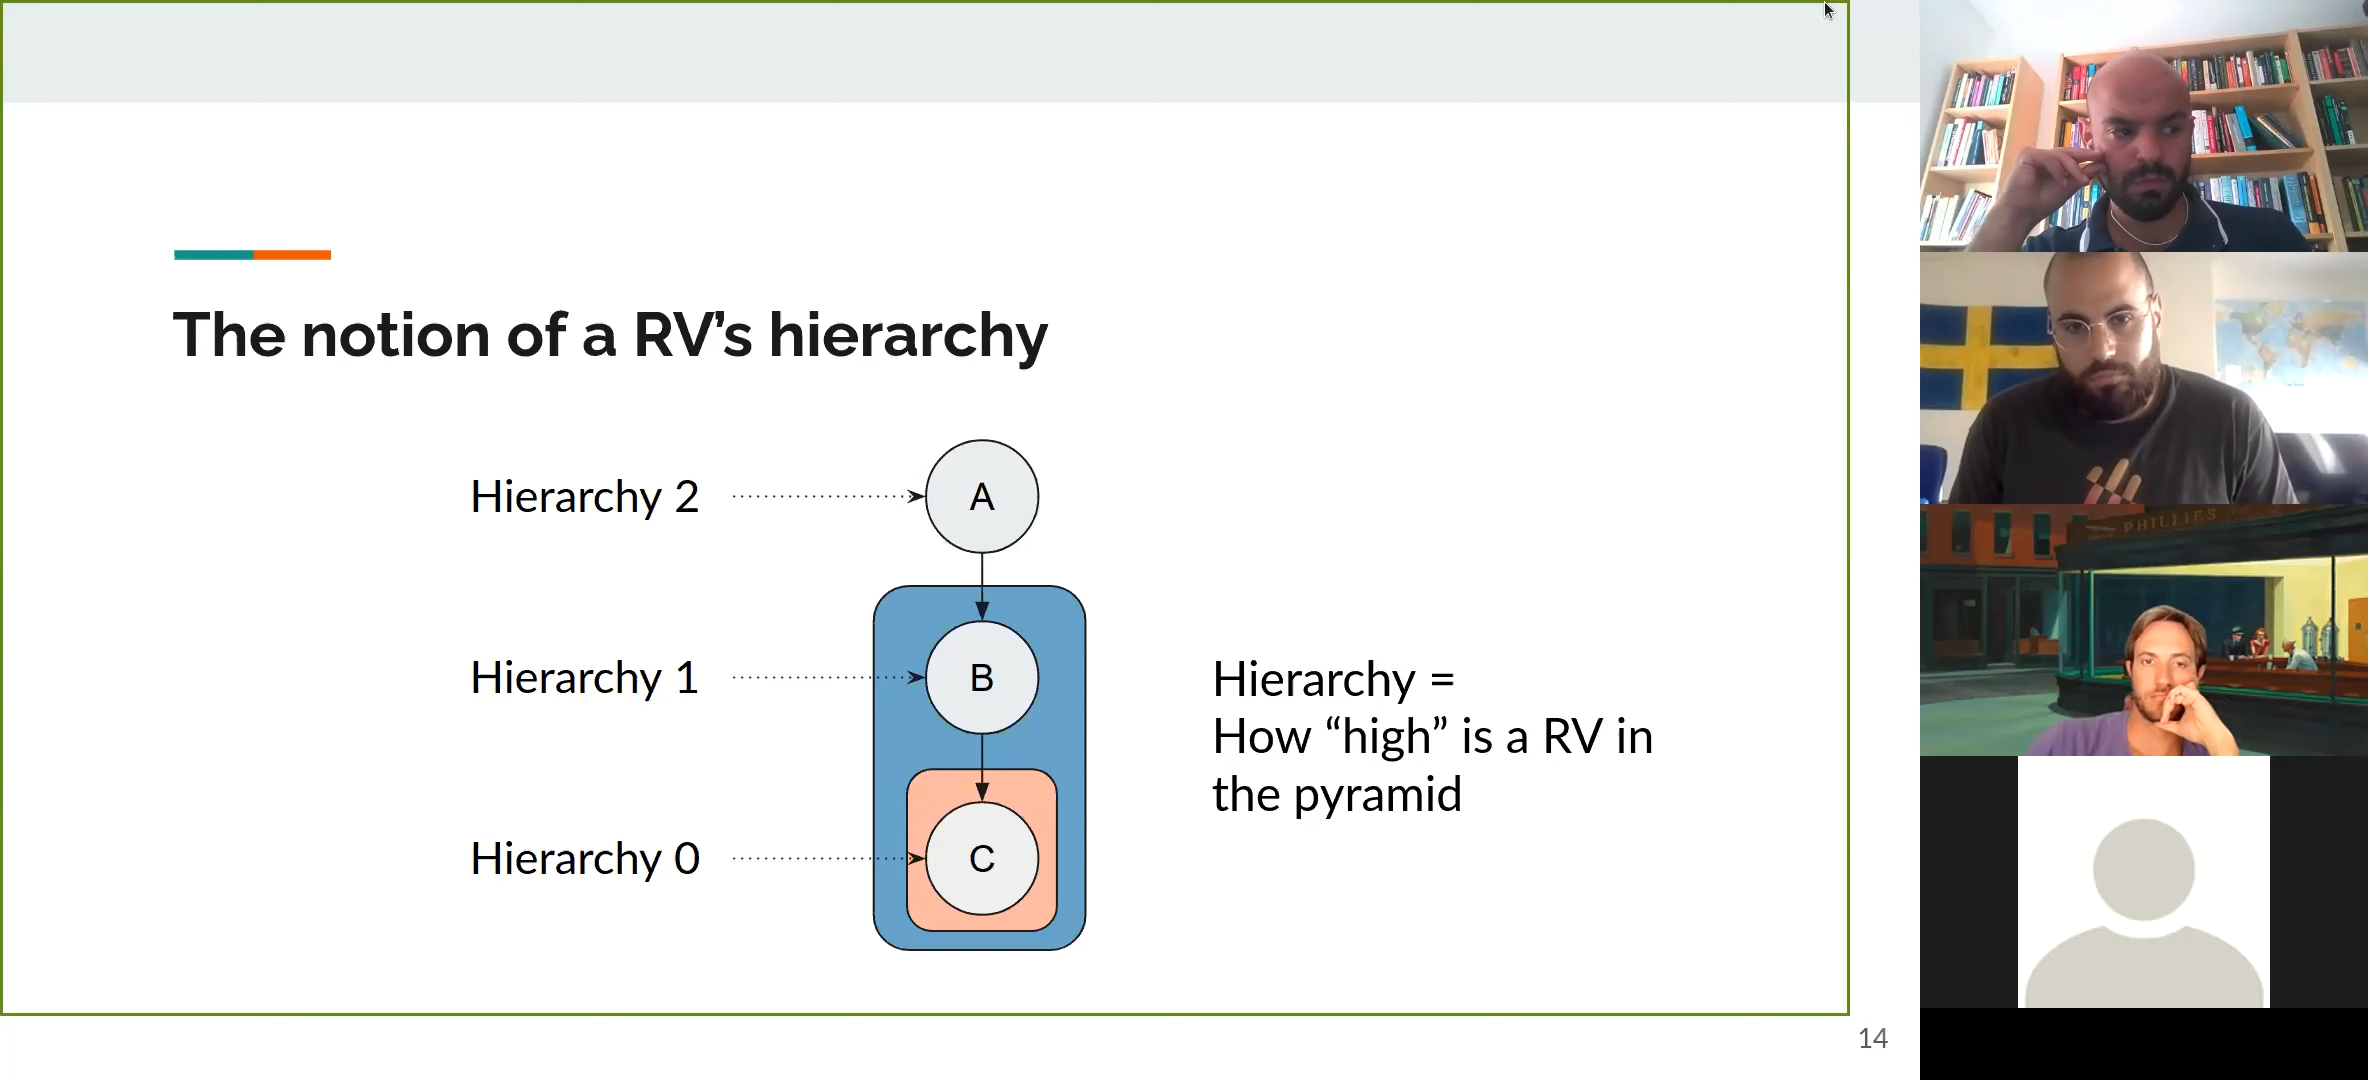 The notion of a RV’s hierarchy
Hierarchy 2
A
Hierarchy 1
B
Hierarchy 0
C
Hierarchy =
How “high” is a RV in
the pyramid
14
PHILLIES